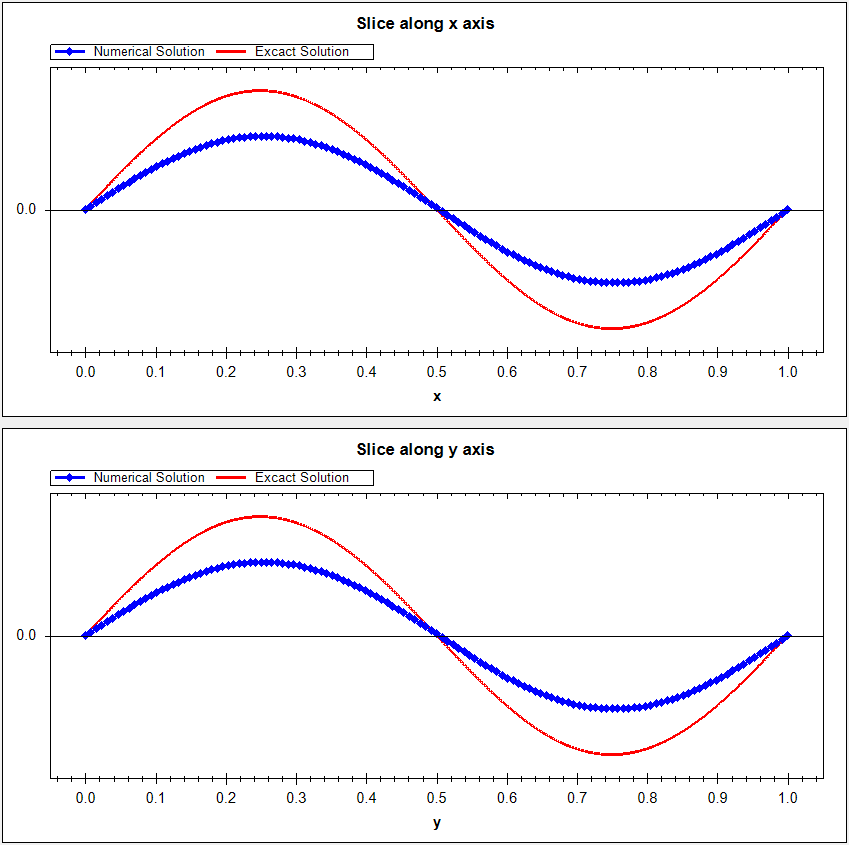 Slice along x axis
Numerical Solution Excact Solution
0.0
0.0 0.1 0.2 0.3 0.4 0.5 0.6 0.7 0.8 0.9 1.0
x
Slice along y axis
Numerical Solution Excact Solution
0.0
0.0 0.1 0.2 0.3 0.4 0.5 0.6 0.7 0.8 0.9 1.0
y